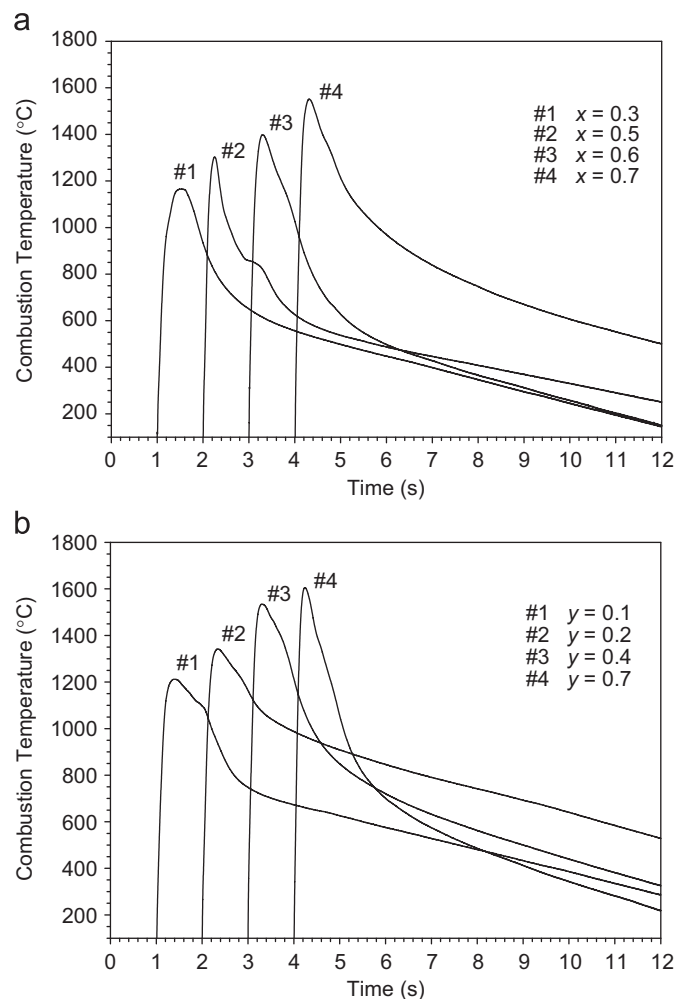 a
1800
1600
1400
1200
1000
800
600
400
200
Combustion Temperature (°C)
#1
#2
#3
#4
#1 x = 0.3
#2 x = 0.5
#3 x = 0.6
#4 x = 0.7
0 1 2 3 4 5 6 7 8 9 10 11 12
Time (s)
b
1800
1600
1400
1200
1000
800
600
400
200
Combustion Temperature (°C)
#1
#2
#3
#4
#1 y = 0.1
#2 y = 0.2
#3 y = 0.4
#4 y = 0.7
0 1 2 3 4 5 6 7 8 9 10 11 12
Time (s)